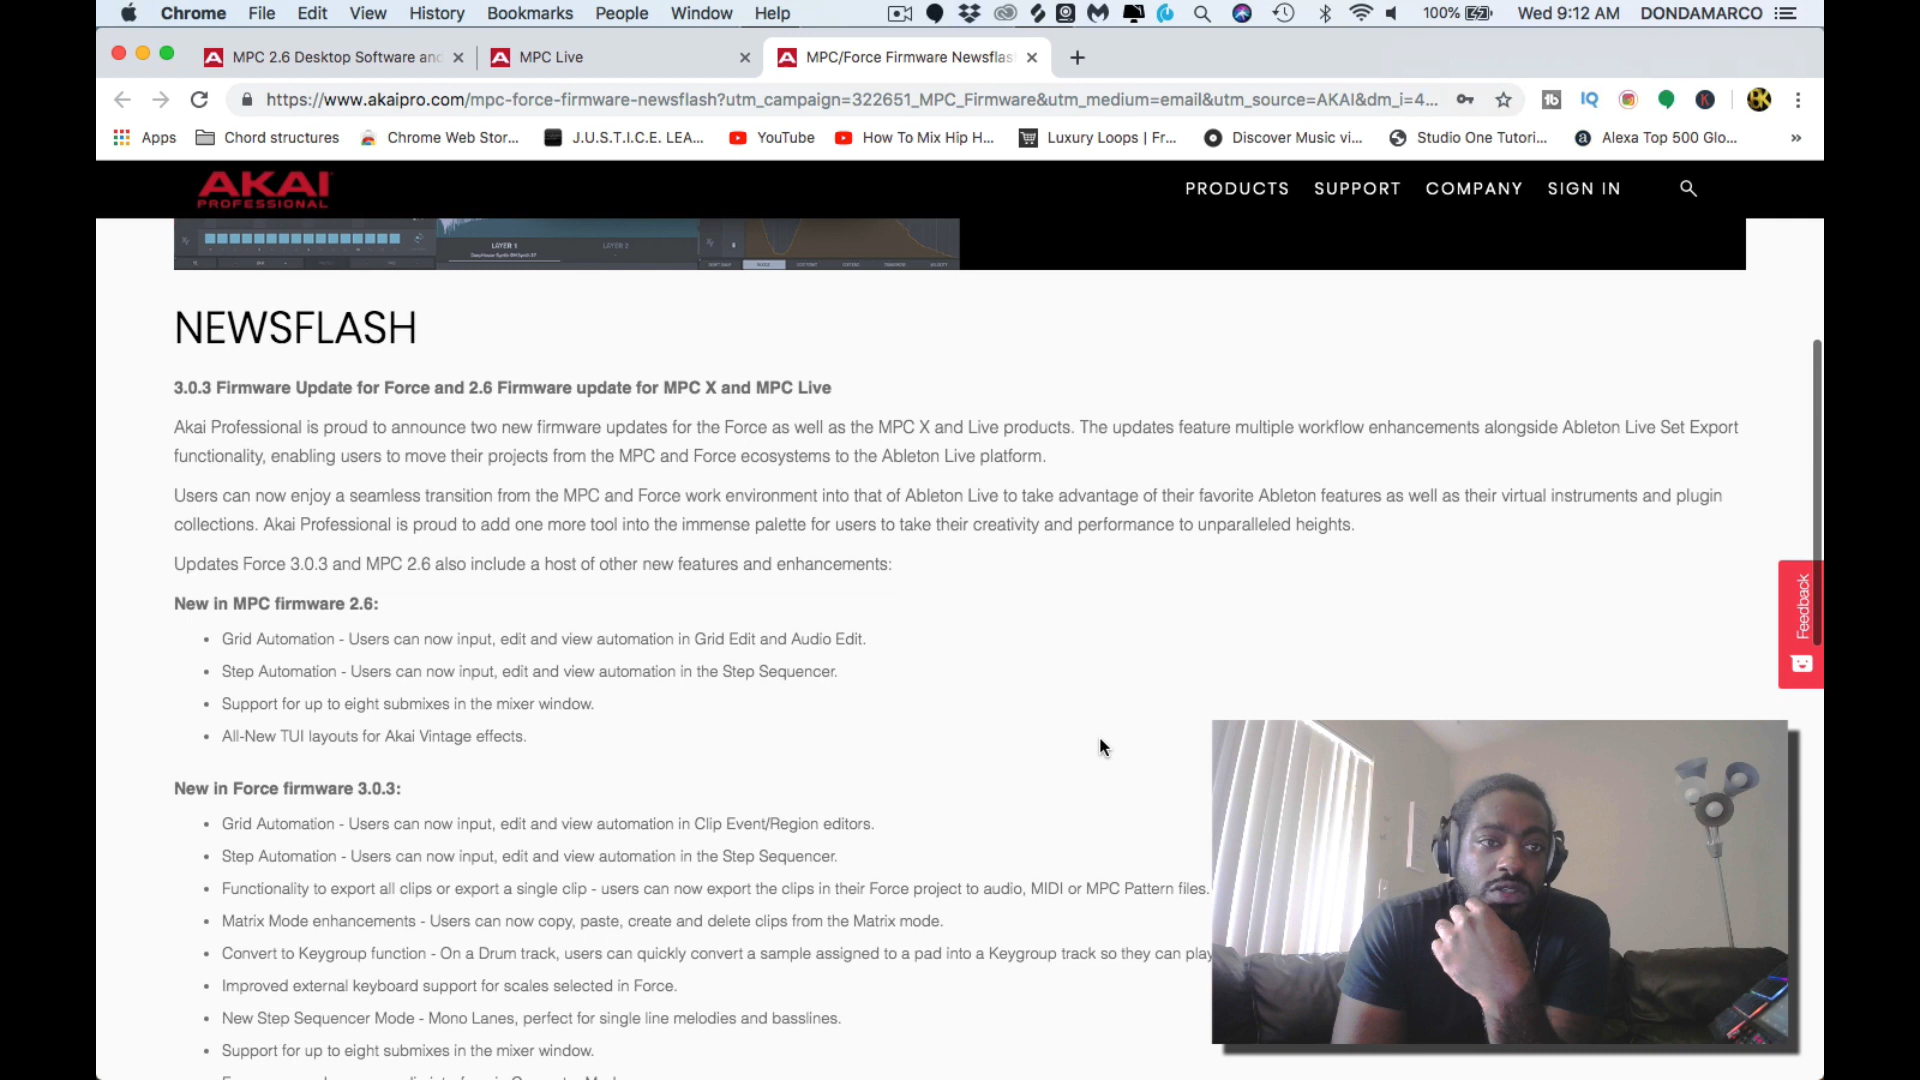 Chrome File Edit View History Bookmarks People Window Help 100% Wed 9:12 AM DONDAMARCO
MPC 2.6 Desktop Software and
MPC Live
MPC/Force Firmware Newsflas
https://www.akaipro.com/mpc-force-firmware-newsflash?utm_campaign=322651_MPC_Firmware&utm_medium=email&utm_source=AKAI&dm_i=4...
Apps Chord structures Chrome Web Stor... J.U.S.T.I.C.E. LEA... YouTube How To Mix Hip H... Luxury Loops | Fr... Discover Music vi... Studio One Tutori... Alexa Top 500 Glo... »
AKAI
PROFESSIONAL
PRODUCTS SUPPORT COMPANY SIGN IN
LAYER 1 LAYER 2
NEWSFLASH
3.0.3 Firmware Update for Force and 2.6 Firmware update for MPC X and MPC Live
Akai Professional is proud to announce two new firmware updates for the Force as well as the MPC X and Live products. The updates feature multiple workflow enhancements alongside Ableton Live Set Export
functionality, enabling users to move their projects from the MPC and Force ecosystems to the Ableton Live platform.
Users can now enjoy a seamless transition from the MPC and Force work environment into that of Ableton Live to take advantage of their favorite Ableton features as well as their virtual instruments and plugin
collections. Akai Professional is proud to add one more tool into the immense palette for users to take their creativity and performance to unparalleled heights.
Updates Force 3.0.3 and MPC 2.6 also include a host of other new features and enhancements:
New in MPC firmware 2.6:
• Grid Automation - Users can now input, edit and view automation in Grid Edit and Audio Edit.
• Step Automation - Users can now input, edit and view automation in the Step Sequencer.
• Support for up to eight submixes in the mixer window.
• All-New TUI layouts for Akai Vintage effects.
New in Force firmware 3.0.3:
• Grid Automation - Users can now input, edit and view automation in Clip Event/Region editors.
• Step Automation - Users can now input, edit and view automation in the Step Sequencer.
• Functionality to export all clips or export a single clip - users can now export the clips in their Force project to audio, MIDI or MPC Pattern files.
• Matrix Mode enhancements - Users can now copy, paste, create and delete clips from the Matrix mode.
• Convert to Keygroup function - On a Drum track, users can quickly convert a sample assigned to a pad into a Keygroup track so they can play
• Improved external keyboard support for scales selected in Force.
• New Step Sequencer Mode - Mono Lanes, perfect for single line melodies and basslines.
• Support for up to eight submixes in the mixer window.
Feedback